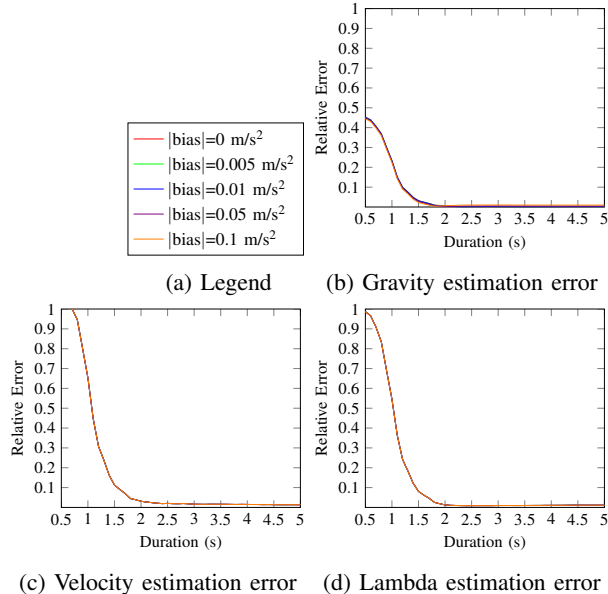 |bias|=0 m/s²
|bias|=0.005 m/s²
|bias|=0.01 m/s²
|bias|=0.05 m/s²
|bias|=0.1 m/s²
(a) Legend
1
0.9
0.8
0.7
0.6
0.5
0.4
0.3
0.2
0.1
Relative Error
0.5 1 1.5 2 2.5 3 3.5 4 4.5 5
Duration (s)
(b) Gravity estimation error
1
0.9
0.8
0.7
0.6
0.5
0.4
0.3
0.2
0.1
Relative Error
0.5 1 1.5 2 2.5 3 3.5 4 4.5 5
Duration (s)
(c) Velocity estimation error
1
0.9
0.8
0.7
0.6
0.5
0.4
0.3
0.2
0.1
Relative Error
0.5 1 1.5 2 2.5 3 3.5 4 4.5 5
Duration (s)
(d) Lambda estimation error